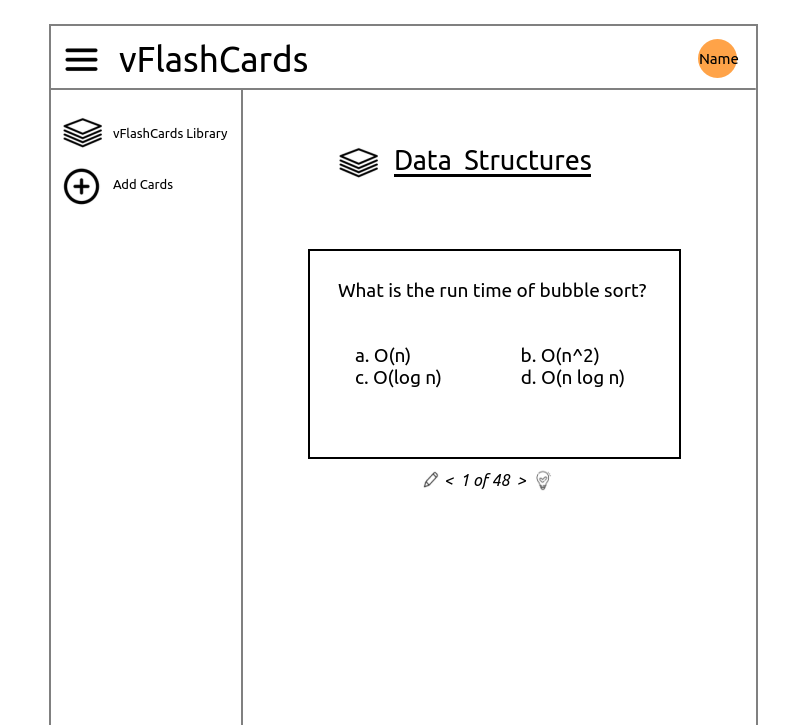 vFlashCards
Name
vFlashCards Library
Add Cards
Data Structures
What is the run time of bubble sort?
a. O(n) b. O(n^2)
c. O(log n) d. O(n log n)
< 1 of 48 >